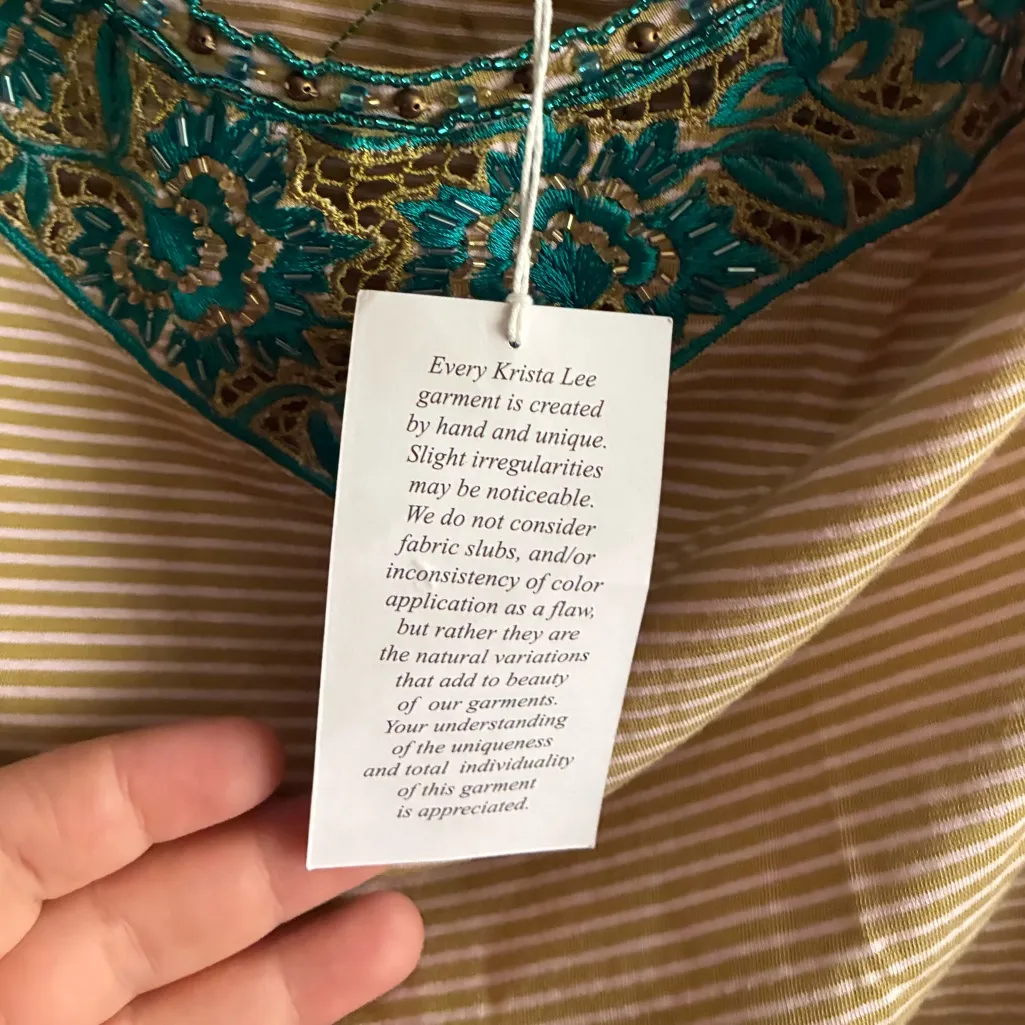 Every Krista Lee
garment is created
by hand and unique.
Slight irregularities
may be noticeable.
We do not consider
fabric slubs, and/or
inconsistency of color
application as a flaw,
but rather they are
the natural variations
that add to beauty
of our garments.
Your understanding
of the uniqueness
and total individuality
of this garment
is appreciated.